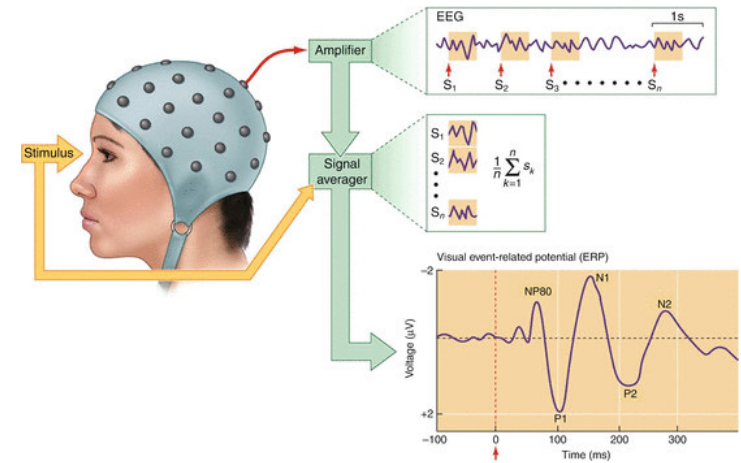 EEG
1s
Amplifier
S1 S2 S3 • • • • • • • Sn
Stimulus
Signal
averager
S1
S2
•
•
•
Sn
1/n n∑k=1 sk
Visual event-related potential (ERP)
−2
NP80
N1
N2
Voltage (μV)
P2
+2
P1
−100 0 100 200 300
Time (ms)